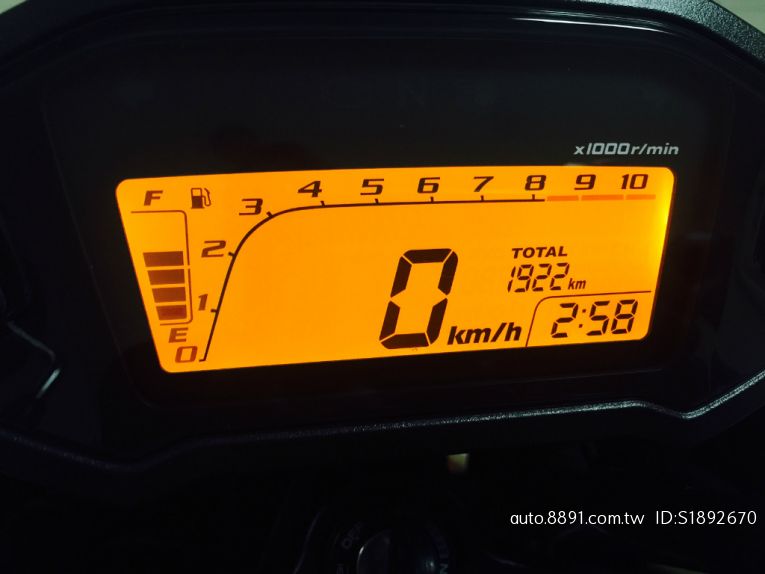 x1000r/min
F
3 4 5 6 7 8 9 10
2
TOTAL
1922 km
1
0 km/h
2:58
E
0
auto.8891.com.tw ID:S1892670